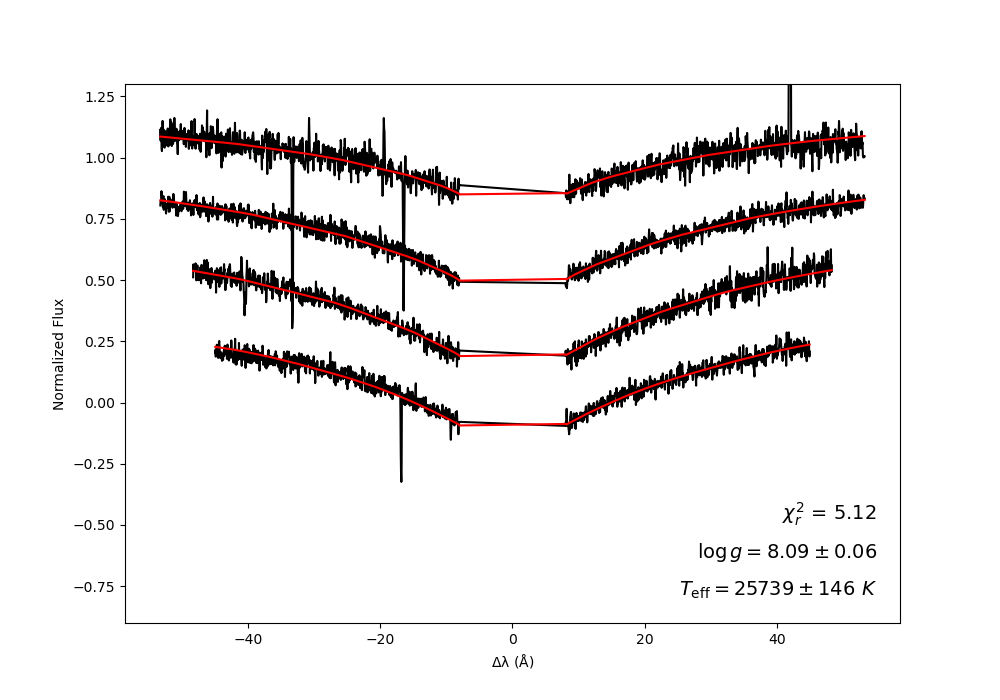 1.25
1.00
0.75
0.50
0.25
0.00
−0.25
−0.50
−0.75
Normalized Flux
χ²ᵣ = 5.12
log g = 8.09 ± 0.06
T_eff = 25739 ± 146 K
−40 −20 0 20 40
Δλ (Å)